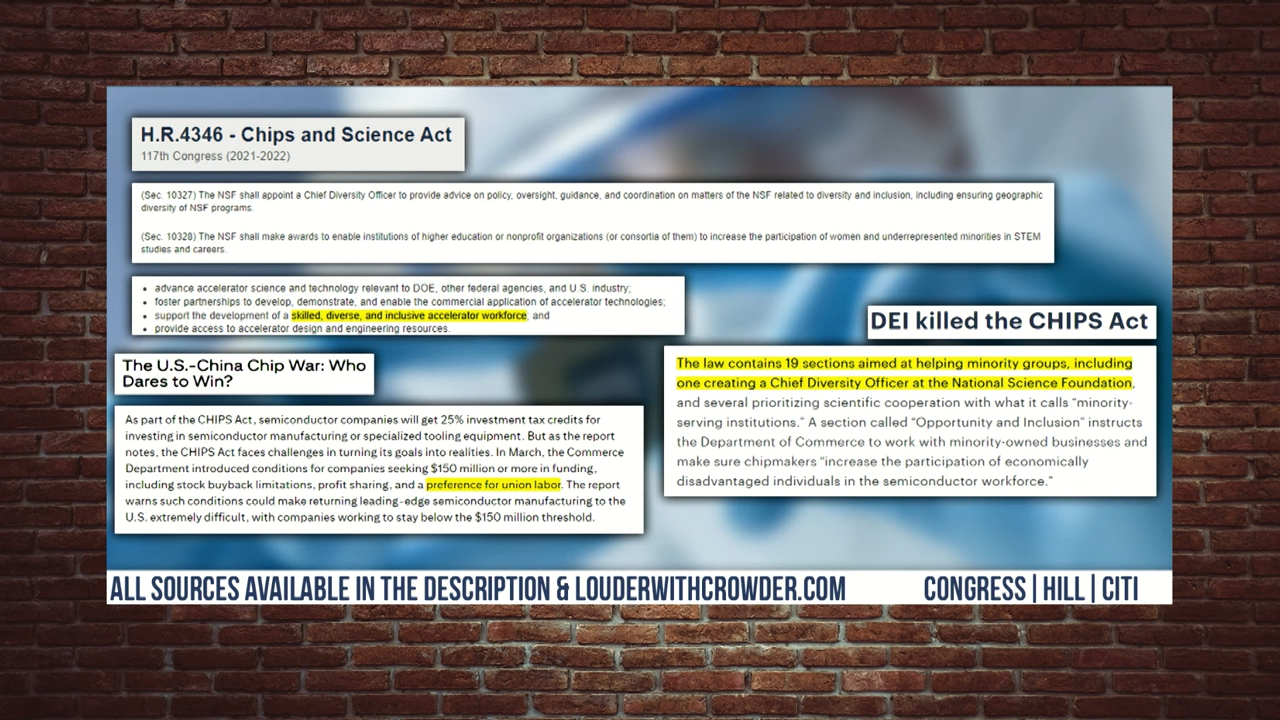 H.R.4346 - Chips and Science Act
117th Congress (2021-2022)
(Sec. 10327) The NSF shall appoint a Chief Diversity Officer to provide advice on policy, oversight, guidance, and coordination on matters of the NSF related to diversity and inclusion, including ensuring geographic
diversity of NSF programs.
(Sec. 10328) The NSF shall make awards to enable institutions of higher education or nonprofit organizations (or consortia of them) to increase the participation of women and underrepresented minorities in STEM
studies and careers.
• advance accelerator science and technology relevant to DOE, other federal agencies, and U.S. industry;
• foster partnerships to develop, demonstrate, and enable the commercial application of accelerator technologies;
• support the development of a skilled, diverse, and inclusive accelerator workforce; and
• provide access to accelerator design and engineering resources.
The U.S.-China Chip War: Who
Dares to Win?
As part of the CHIPS Act, semiconductor companies will get 25% investment tax credits for
investing in semiconductor manufacturing or specialized tooling equipment. But as the report
notes, the CHIPS Act faces challenges in turning its goals into realities. In March, the Commerce
Department introduced conditions for companies seeking $150 million or more in funding,
including stock buyback limitations, profit sharing, and a preference for union labor. The report
warns such conditions could make returning leading-edge semiconductor manufacturing to the
U.S. extremely difficult, with companies working to stay below the $150 million threshold.
DEI killed the CHIPS Act
The law contains 19 sections aimed at helping minority groups, including
one creating a Chief Diversity Officer at the National Science Foundation,
and several prioritizing scientific cooperation with what it calls “minority-
serving institutions.” A section called “Opportunity and Inclusion” instructs
the Department of Commerce to work with minority-owned businesses and
make sure chipmakers “increase the participation of economically
disadvantaged individuals in the semiconductor workforce.”
ALL SOURCES AVAILABLE IN THE DESCRIPTION & LOUDERWITHCROWDER.COM
CONGRESS | HILL | CITI